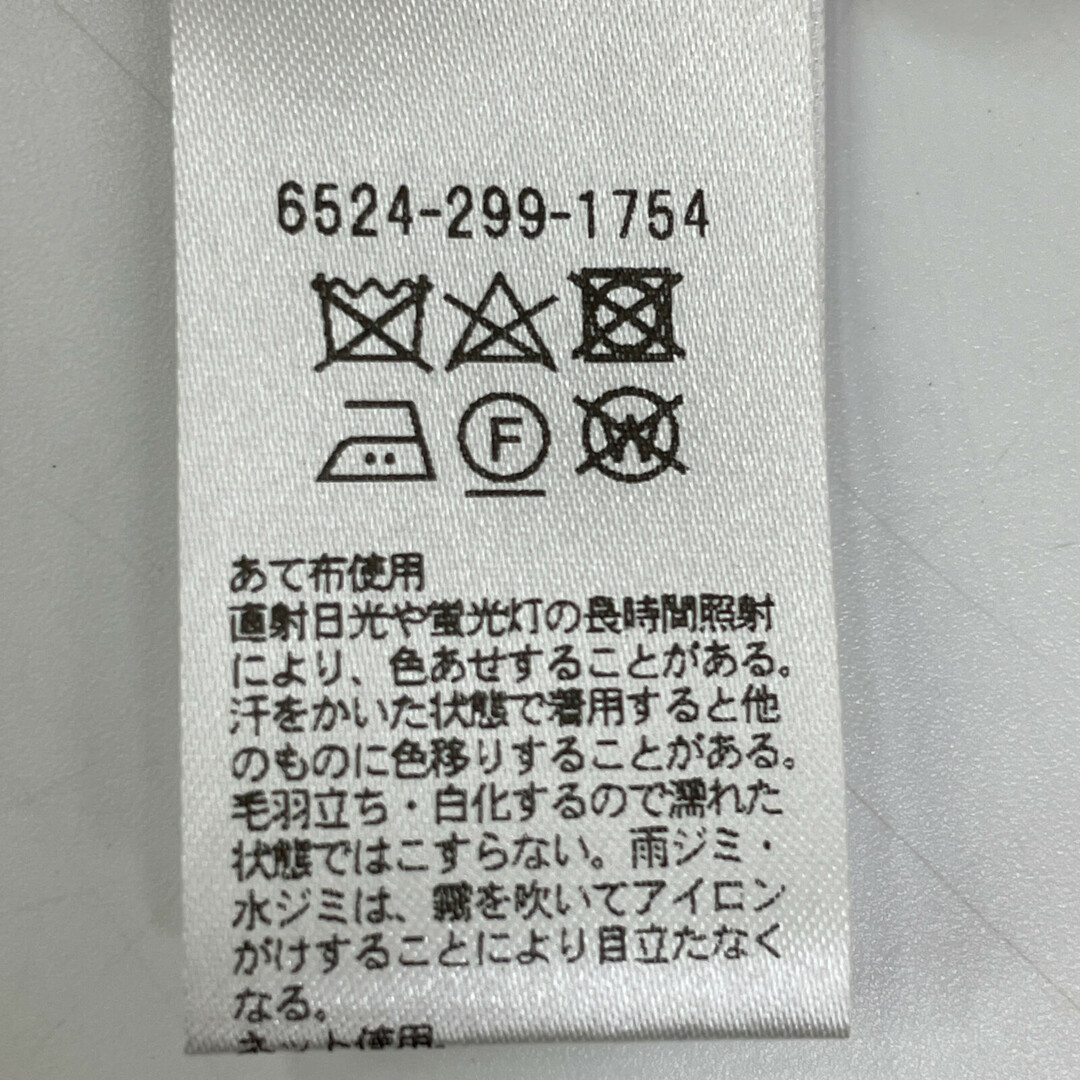 6524-299-1754
F
W
あて布使用
直射日光や蛍光灯の長時間照射
により、色あせすることがある。
汗をかいた状態で着用すると他
のものに色移りすることがある。
毛羽立ち・白化するので濡れた
状態ではこすらない。雨ジミ・
水ジミは、霧を吹いてアイロン
がけすることにより目立たなく
なる。
ネット使用